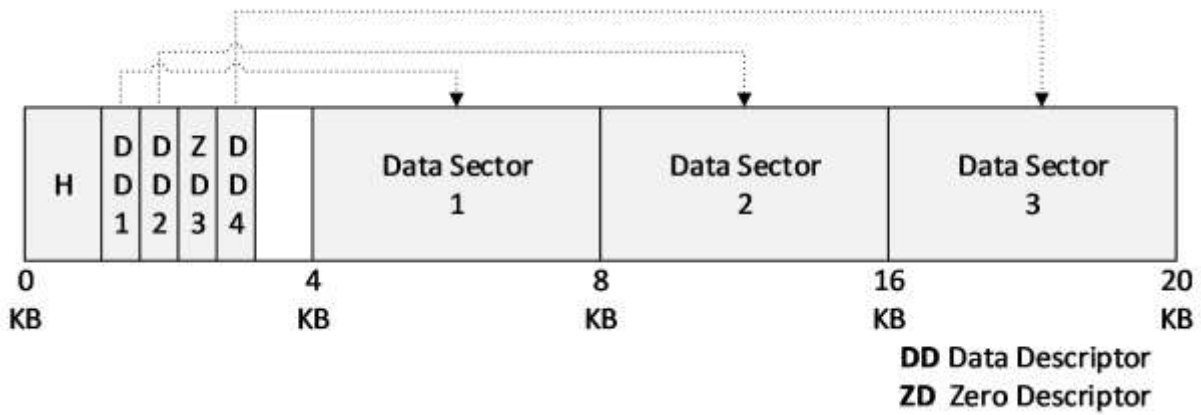 H
D D 1
D D 2
Z D 3
D D 4
Data Sector
1
Data Sector
2
Data Sector
3
0
KB
4
KB
8
KB
16
KB
20
KB
DD Data Descriptor
ZD Zero Descriptor